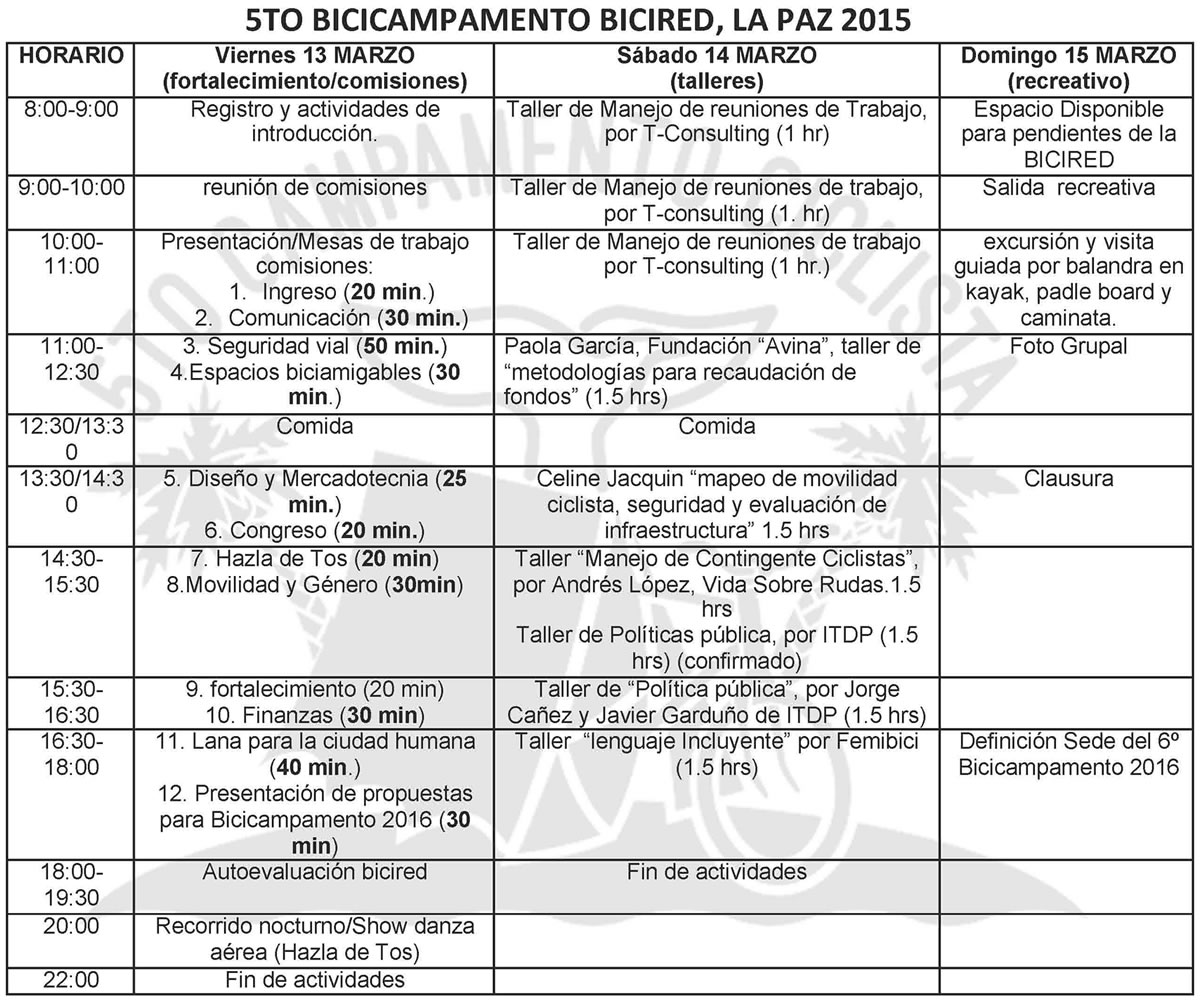 5TO BICICAMPAMENTO BICIRED, LA PAZ 2015
HORARIO
Viernes 13 MARZO
(fortalecimiento/comisiones)
Sábado 14 MARZO
(talleres)
Domingo 15 MARZO
(recreativo)
8:00-9:00
Registro y actividades de
introducción.
Taller de Manejo de reuniones de Trabajo,
por T-Consulting (1 hr)
Espacio Disponible
para pendientes de la
BICIRED
9:00-10:00
reunión de comisiones
Taller de Manejo de reuniones de trabajo,
por T-consulting (1. hr)
Salida recreativa
10:00-
11:00
Presentación/Mesas de trabajo
comisiones:
1. Ingreso (20 min.)
2. Comunicación (30 min.)
Taller de Manejo de reuniones de trabajo
por T-consulting (1 hr.)
excursión y visita
guiada por balandra en
kayak, padle board y
caminata.
11:00-
12:30
3. Seguridad vial (50 min.)
4.Espacios biciamigables (30
min.)
Paola García, Fundación “Avina”, taller de
“metodologías para recaudación de
fondos” (1.5 hrs)
Foto Grupal
12:30/13:3
0
Comida
Comida
13:30/14:3
0
5. Diseño y Mercadotecnia (25
min.)
6. Congreso (20 min.)
Celine Jacquin “mapeo de movilidad
ciclista, seguridad y evaluación de
infraestructura” 1.5 hrs
Clausura
14:30-
15:30
7. Hazla de Tos (20 min)
8.Movilidad y Género (30min)
Taller “Manejo de Contingente Ciclistas”,
por Andrés López, Vida Sobre Rudas.1.5
hrs
Taller de Políticas pública, por ITDP (1.5
hrs) (confirmado)
15:30-
16:30
9. fortalecimiento (20 min)
10. Finanzas (30 min)
Taller de “Política pública”, por Jorge
Cañez y Javier Garduño de ITDP (1.5 hrs)
16:30-
18:00
11. Lana para la ciudad humana
(40 min.)
12. Presentación de propuestas
para Bicicampamento 2016 (30
min)
Taller “lenguaje Incluyente” por Femibici
(1.5 hrs)
Definición Sede del 6º
Bicicampamento 2016
18:00-
19:30
Autoevaluación bicired
Fin de actividades
20:00
Recorrido nocturno/Show danza
aérea (Hazla de Tos)
22:00
Fin de actividades
5TO CAMPAMENTO CICLISTA